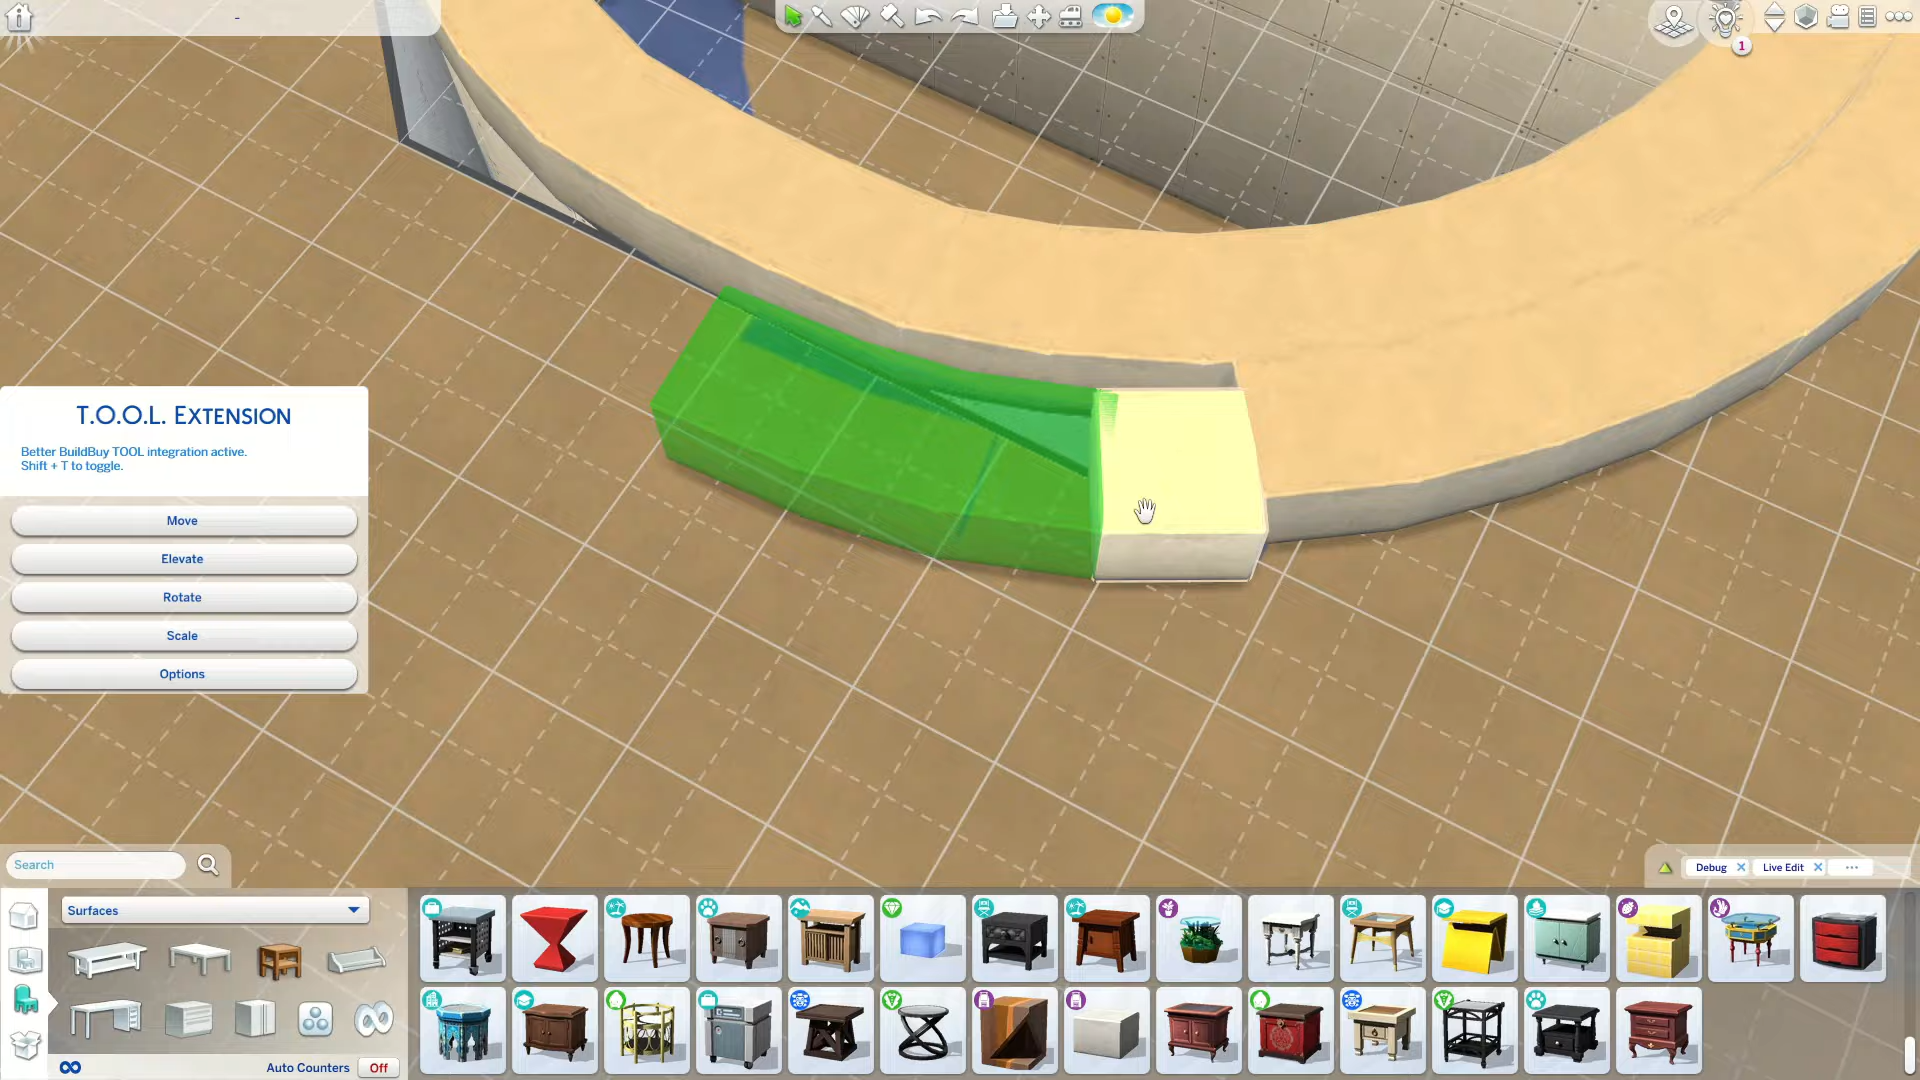 -
1
T.O.O.L. Extension
Better BuildBuy TOOL integration active.
Shift + T to toggle.
Move
Elevate
Rotate
Scale
Options
Search
Debug
Live Edit
...
Surfaces
Auto Counters Off